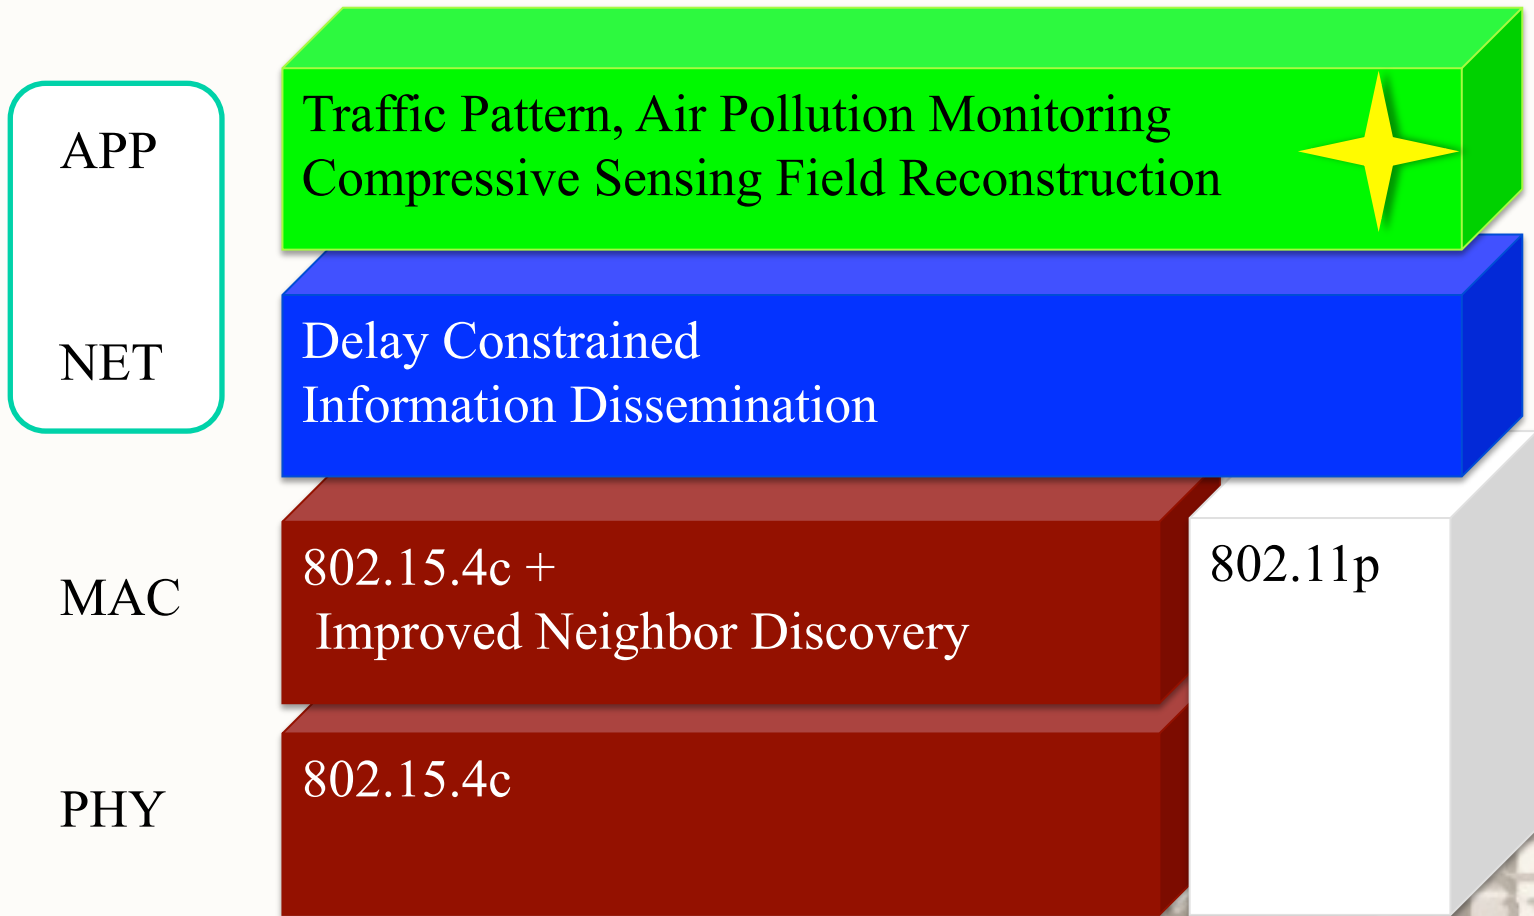 APP
Traffic Pattern, Air Pollution Monitoring
Compressive Sensing Field Reconstruction
NET
Delay Constrained
Information Dissemination
MAC
802.15.4c +
Improved Neighbor Discovery
802.11p
PHY
802.15.4c